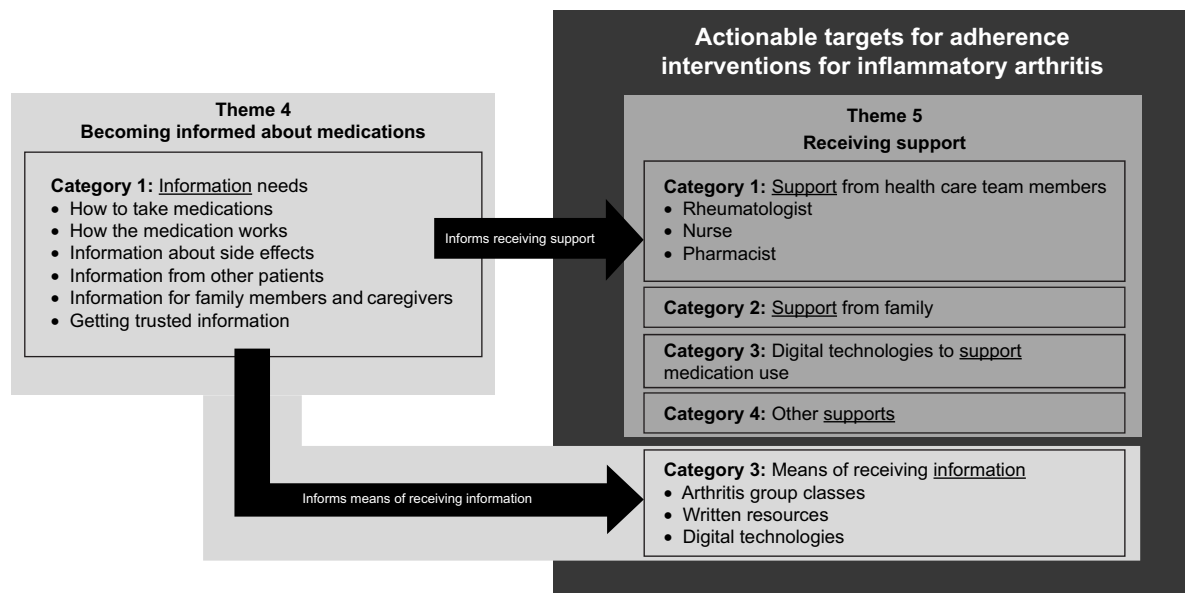 Actionable targets for adherence
interventions for inflammatory arthritis
Theme 4
Becoming informed about medications
Category 1: Information needs
• How to take medications
• How the medication works
• Information about side effects
• Information from other patients
• Information for family members and caregivers
• Getting trusted information
Informs receiving support
Theme 5
Receiving support
Category 1: Support from health care team members
• Rheumatologist
• Nurse
• Pharmacist
Category 2: Support from family
Category 3: Digital technologies to support
medication use
Category 4: Other supports
Informs means of receiving information
Category 3: Means of receiving information
• Arthritis group classes
• Written resources
• Digital technologies